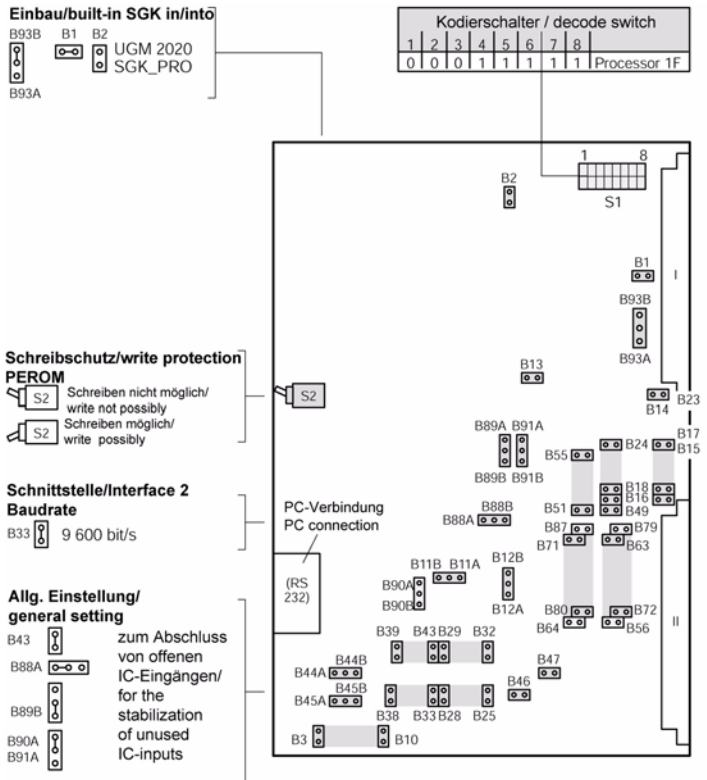 Einbau/built-in SGK in/into
B93B
B1
B2
UGM 2020
SGK_PRO
B93A
Kodierschalter / decode switch
1 2 3 4 5 6 7 8
0 0 0 1 1 1 1 1 Processor 1F
1 8
S1
B2
B1
I
B93B
B93A
B13
B14
B23
Schreibschutz/write protection
PEROM
S2 Schreiben nicht möglich/
write not possibly
S2 Schreiben möglich/
write possibly
S2
B89A B91A
B89B B91B
B55
B24
B17
B15
B18
B16
B51
B49
B88B
B88A
B87
B79
B71
B63
Schnittstelle/Interface 2
Baudrate
B33 9 600 bit/s
PC-Verbindung
PC connection
(RS
232)
B11B B11A
B12B
B12A
B90A
B90B
B80
B72
B64
B56
II
Allg. Einstellung/
general setting
B43
B88A
B89B
B90A
B91A
zum Abschluss
von offenen
IC-Eingängen/
for the
stabilization
of unused
IC-inputs
B39 B43 B29 B32
B44B
B44A
B45B
B45A
B47
B46
B38 B33 B28 B25
B3 B10